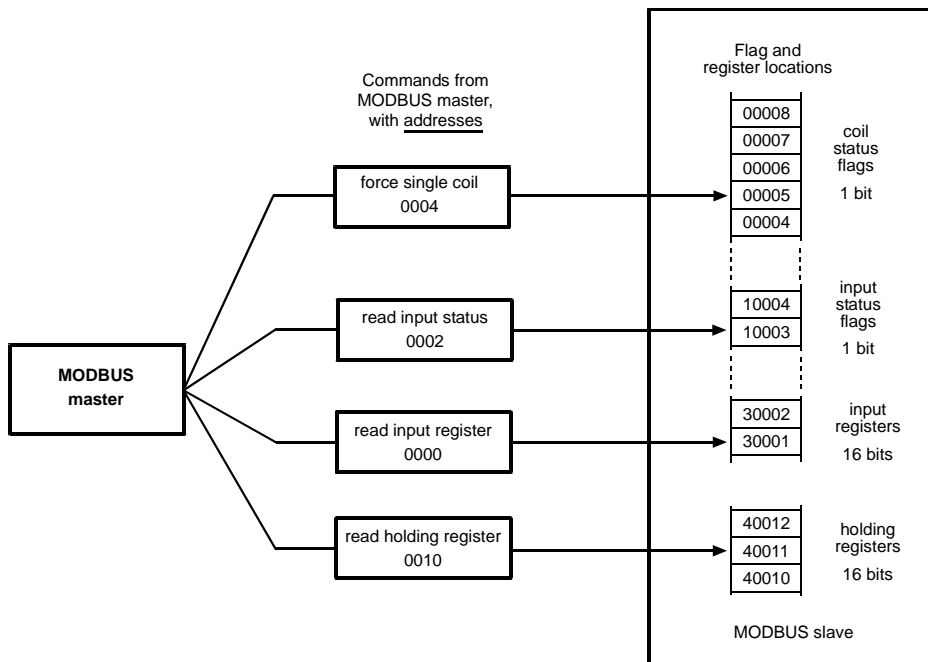 Flag and
register locations
Commands from
MODBUS master,
with addresses
00008
00007
00006
00005
00004
coil
status
flags
1 bit
force single coil
0004
10004
10003
input
status
flags
1 bit
read input status
0002
MODBUS
master
30002
30001
input
registers
16 bits
read input register
0000
40012
40011
40010
holding
registers
16 bits
read holding register
0010
MODBUS slave